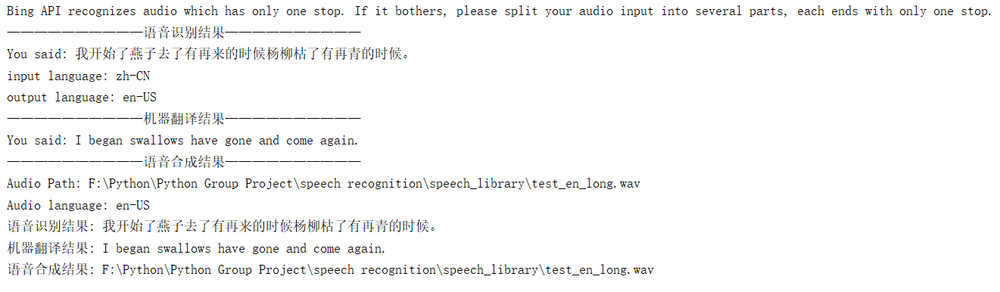 Bing API recognizes audio which has only one stop. If it bothers, please split your audio input into several parts, each ends with only one stop.
——————————语音识别结果——————————
You said: 我开始了燕子去了有再来的时候杨柳枯了有再青的时候。
input language: zh-CN
output language: en-US
——————————机器翻译结果——————————
You said: I began swallows have gone and come again.
——————————语音合成结果——————————
Audio Path: F:\Python\Python Group Project\speech recognition\speech_library\test_en_long.wav
Audio language: en-US
语音识别结果: 我开始了燕子去了有再来的时候杨柳枯了有再青的时候。
机器翻译结果: I began swallows have gone and come again.
语音合成结果: F:\Python\Python Group Project\speech recognition\speech_library\test_en_long.wav